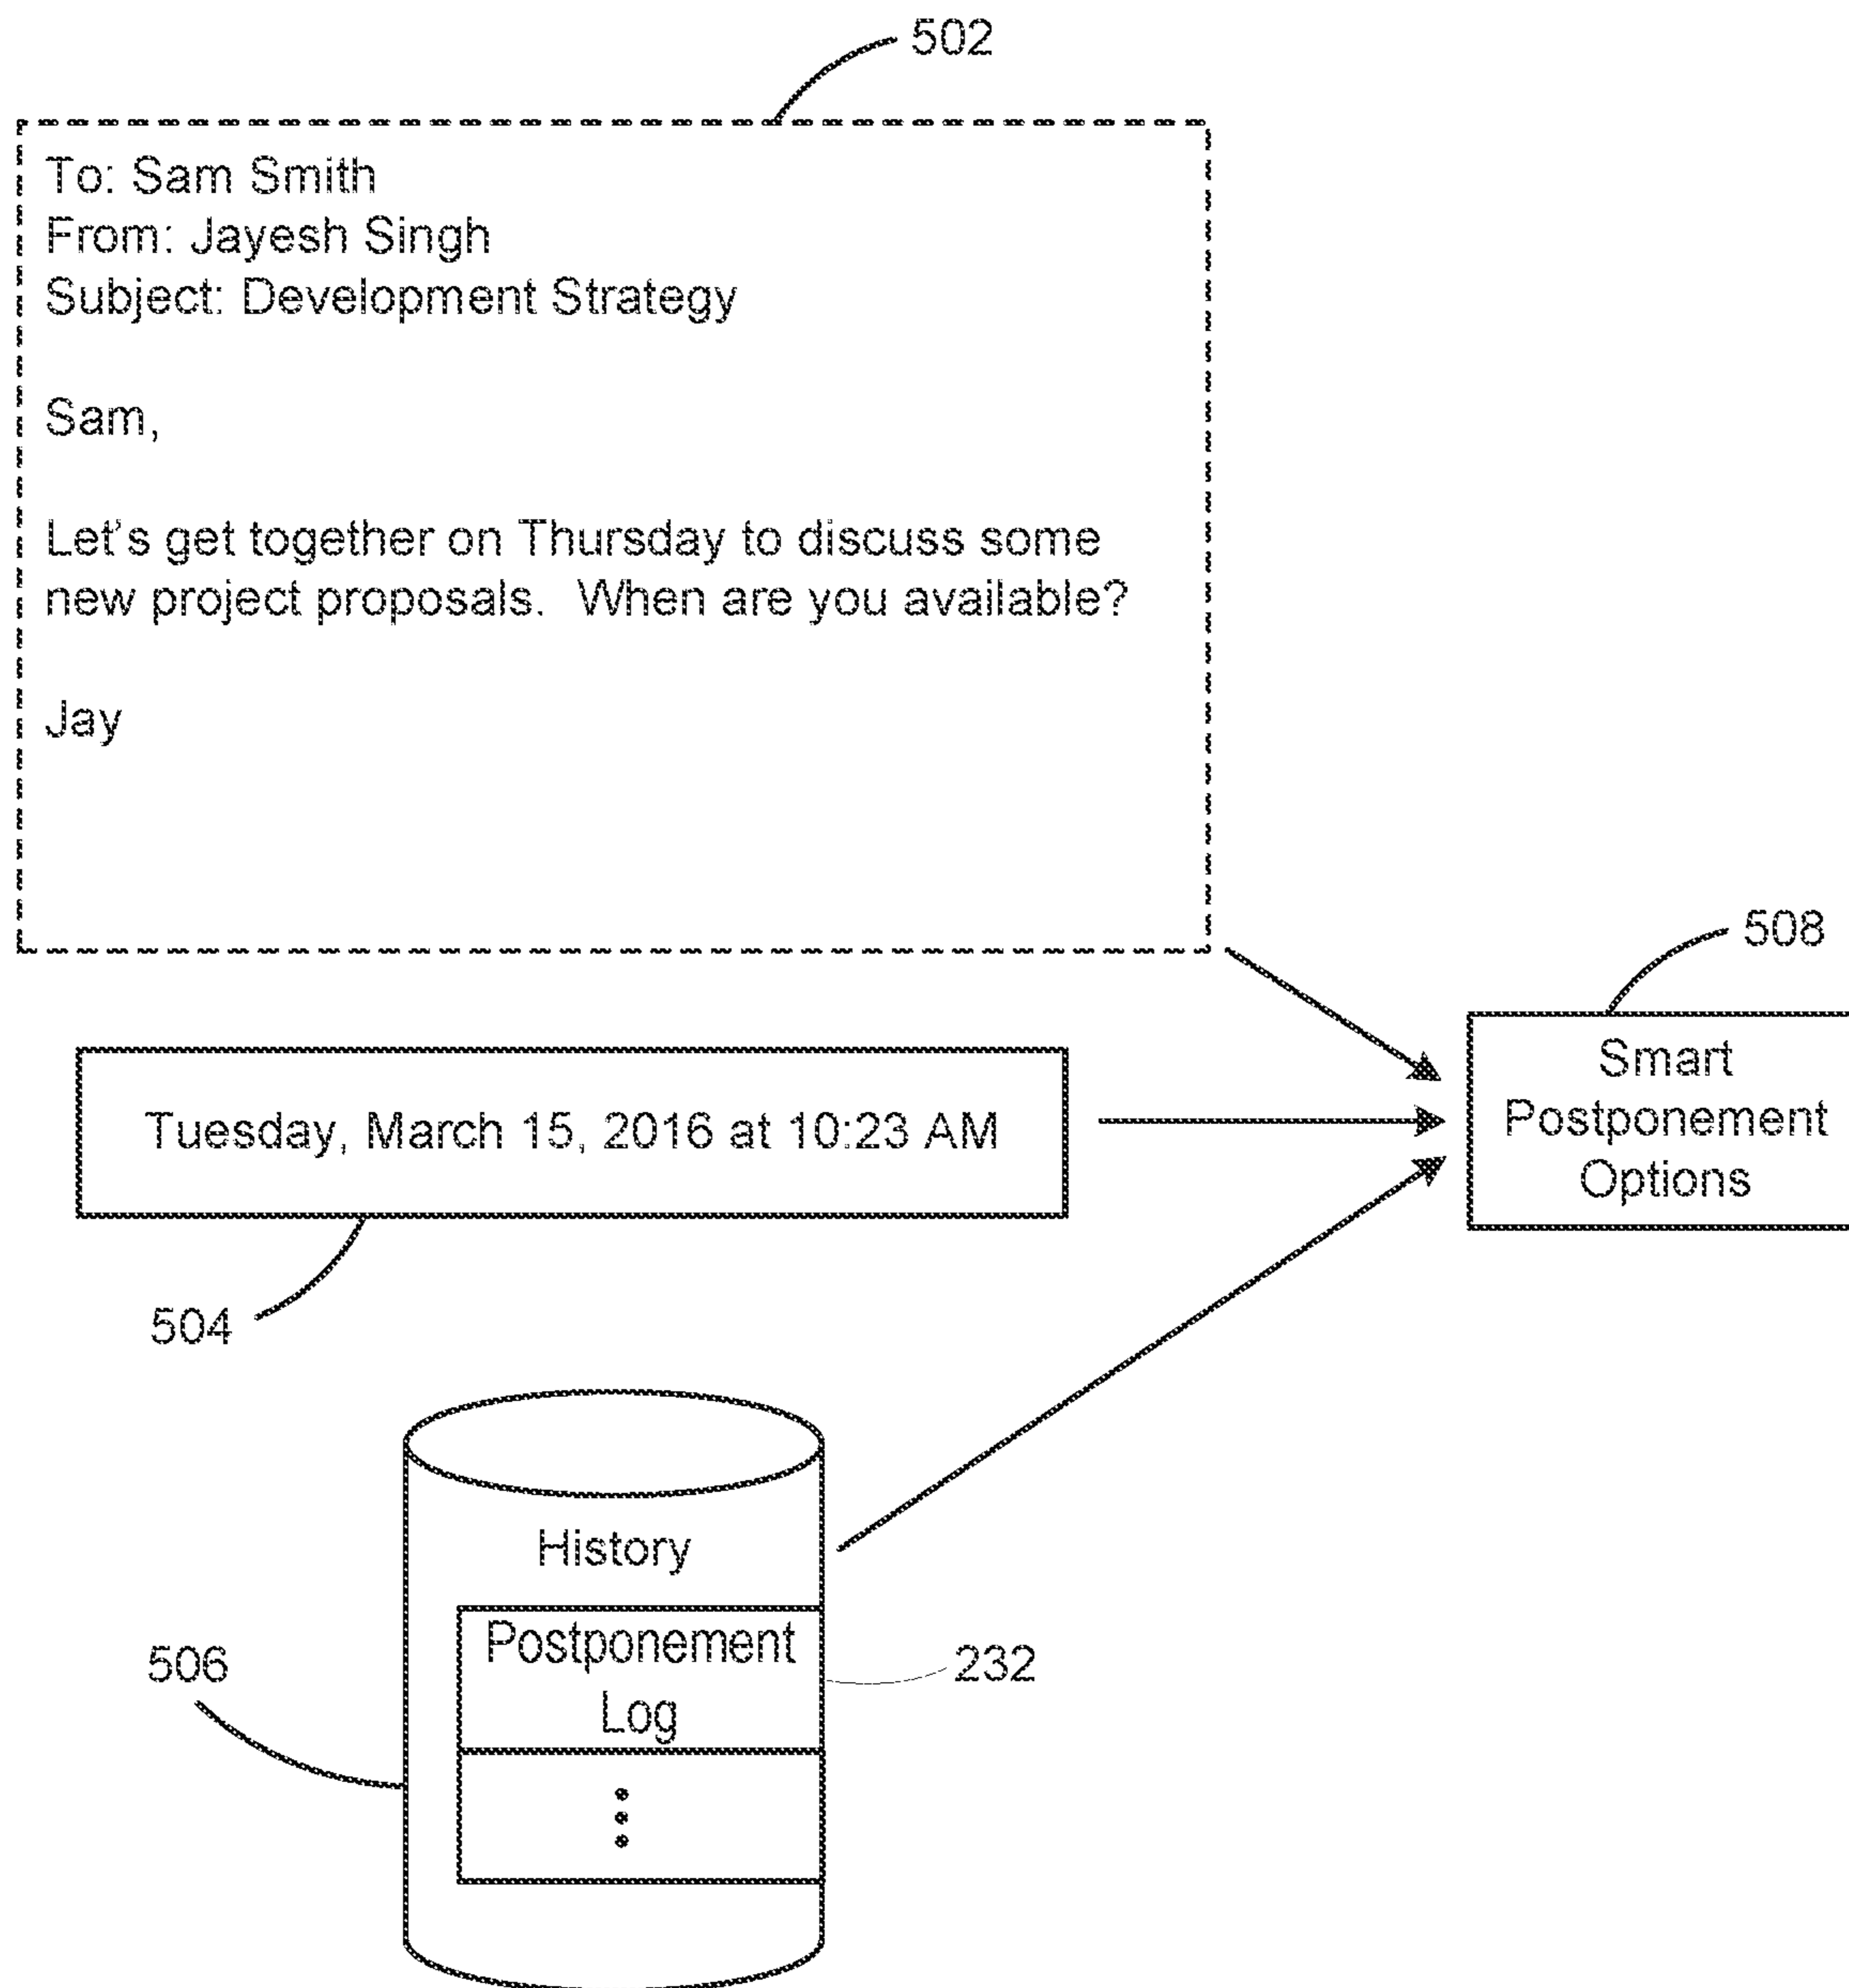 502
To: Sam Smith
From: Jayesh Singh
Subject: Development Strategy
Sam,
Let's get together on Thursday to discuss some
new project proposals.  When are you available?
Jay
508
Smart
Postponement
Options
Tuesday, March 15, 2016 at 10:23 AM
504
History
Postponement
Log
506
232